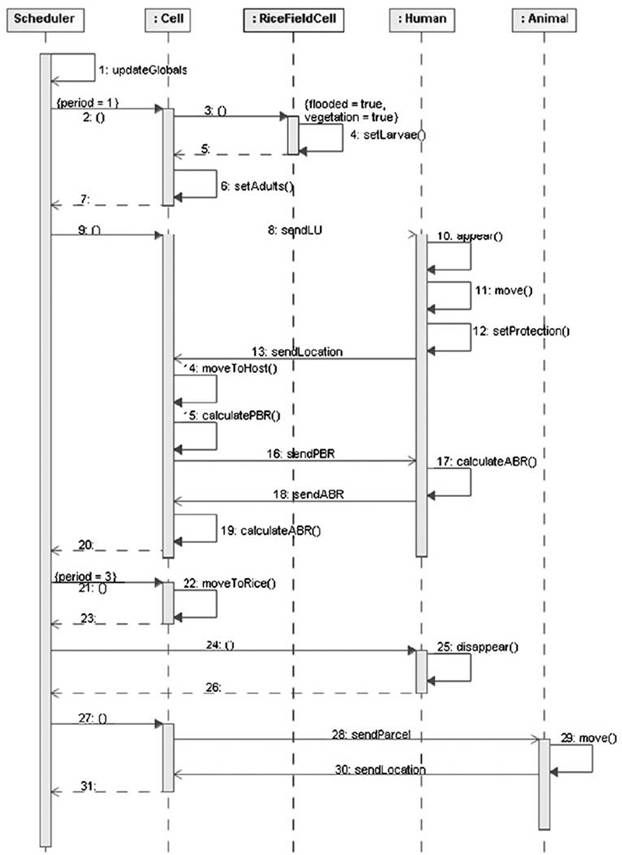 Scheduler
: Cell
: RiceFieldCell
: Human
: Animal
1: updateGlobals
{period = 1}
2: ()
3: ()
{flooded = true,
vegetation = true}
4: setLarvae()
5:
6: setAdults()
7:
9: ()
8: sendLU
10: appear()
11: move()
12: setProtection()
13: sendLocation
14: moveToHost()
15: calculatePBR()
16: sendPBR
17: calculateABR()
18: sendABR
19: calculateABR()
20:
{period = 3}
21: ()
22: moveToRice()
23:
24: ()
25: disappear()
26:
27: ()
28: sendParcel
29: move()
30: sendLocation
31: